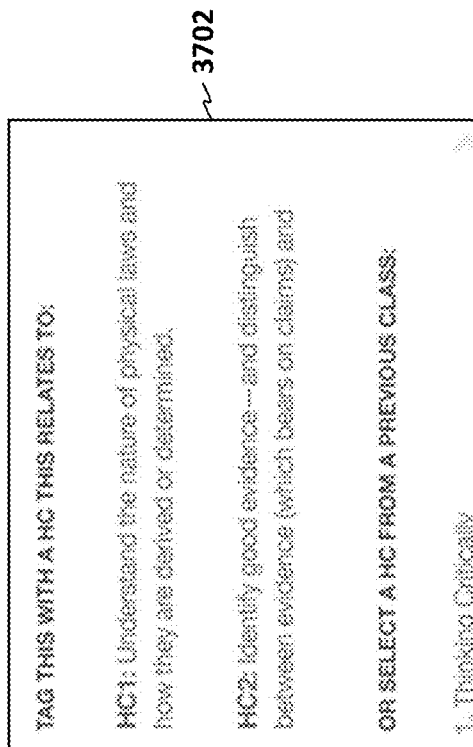 3702
TAG THIS WITH A HC THIS RELATES TO:
HC1: Understand the nature of physical laws and
how they are derived or determined.
HC2: Identify good evidence---and distinguish
between evidence (which bears on claims) and
OR SELECT A HC FROM A PREVIOUS CLASS:
1. Thinking Critically